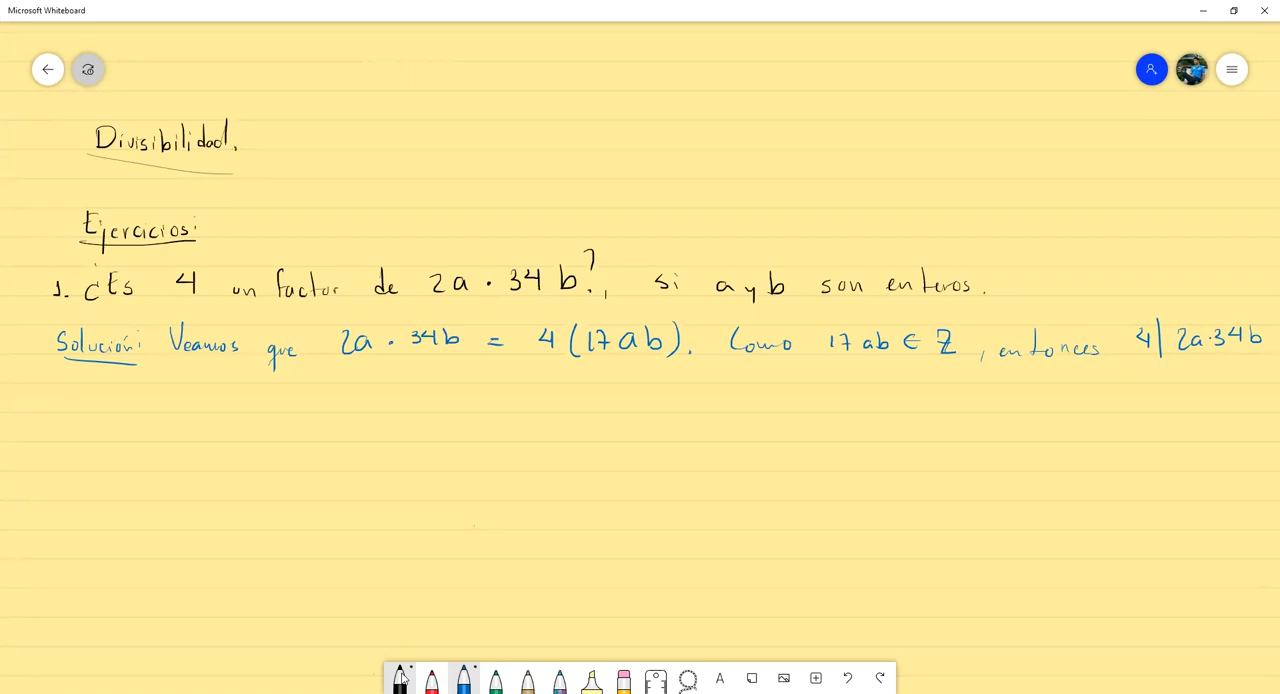 Microsoft Whiteboard
Divisibilidad.
Ejercicios:
1. ¿Es 4 un factor de 2a · 34b?, si a y b son enteros.
Solución: Veamos que 2a · 34b = 4(17ab). Como 17ab ∈ ℤ, entonces 4|2a·34b
A